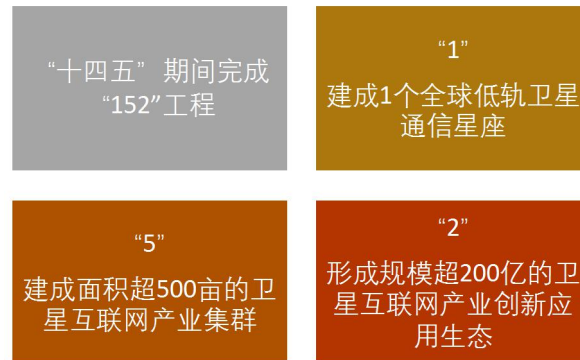 “十四五” 期间完成
“152”工程
“1”
建成1个全球低轨卫星
通信星座
“5”
建成面积超500亩的卫
星互联网产业集群
“2”
形成规模超200亿的卫
星互联网产业创新应
用生态